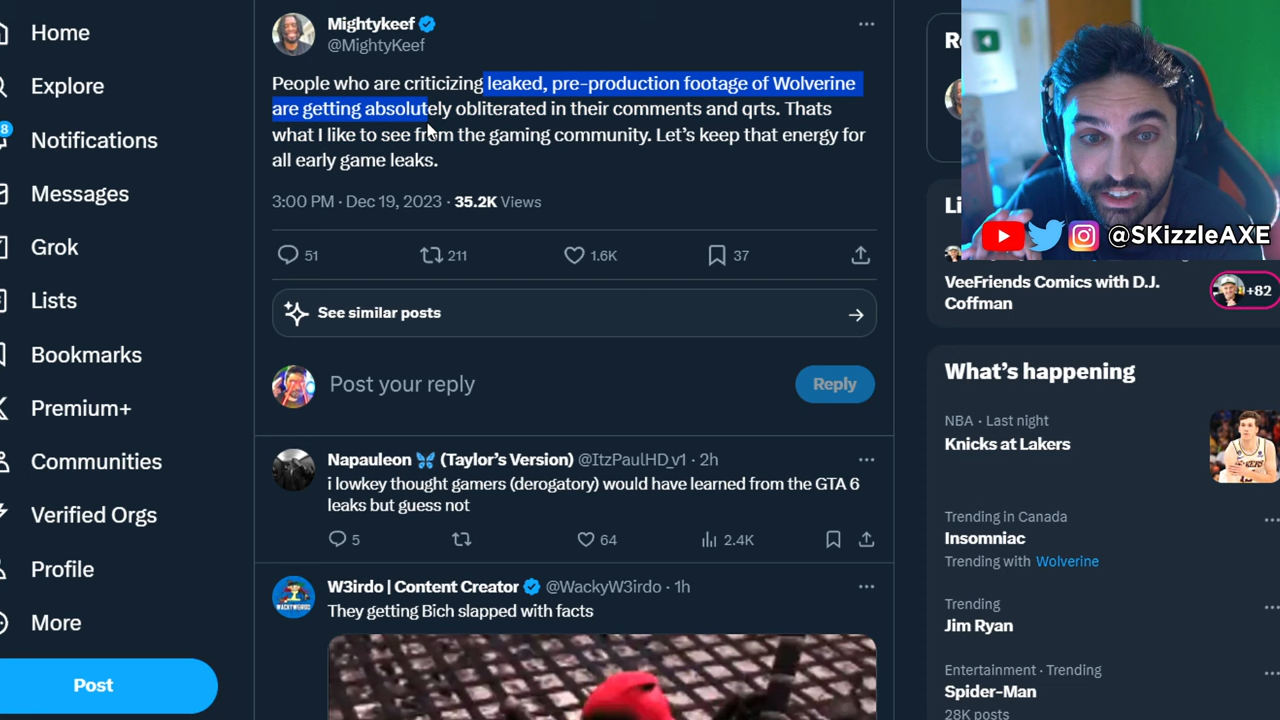 Home
Explore
8
Notifications
Messages
Grok
Lists
Bookmarks
Premium+
Communities
Verified Orgs
Profile
More
Post
Mightykeef
@MightyKeef
People who are criticizing leaked, pre-production footage of Wolverine
are getting absolutely obliterated in their comments and qrts. Thats
what I like to see from the gaming community. Let’s keep that energy for
all early game leaks.
3:00 PM · Dec 19, 2023 · 35.2K Views
51 211 1.6K 37
See similar posts
Post your reply
Reply
Napauleon 🦋 (Taylor’s Version) @ItzPaulHD_v1 · 2h
i lowkey thought gamers (derogatory) would have learned from the GTA 6
leaks but guess not
5 64 2.4K
W3irdo | Content Creator @WackyW3irdo · 1h
They getting Bich slapped with facts
@SKizzleAXE
VeeFriends Comics with D.J.
Coffman
+82
What’s happening
NBA · Last night
Knicks at Lakers
Trending in Canada
Insomniac
Trending with Wolverine
Trending
Jim Ryan
Entertainment · Trending
Spider-Man
28K posts